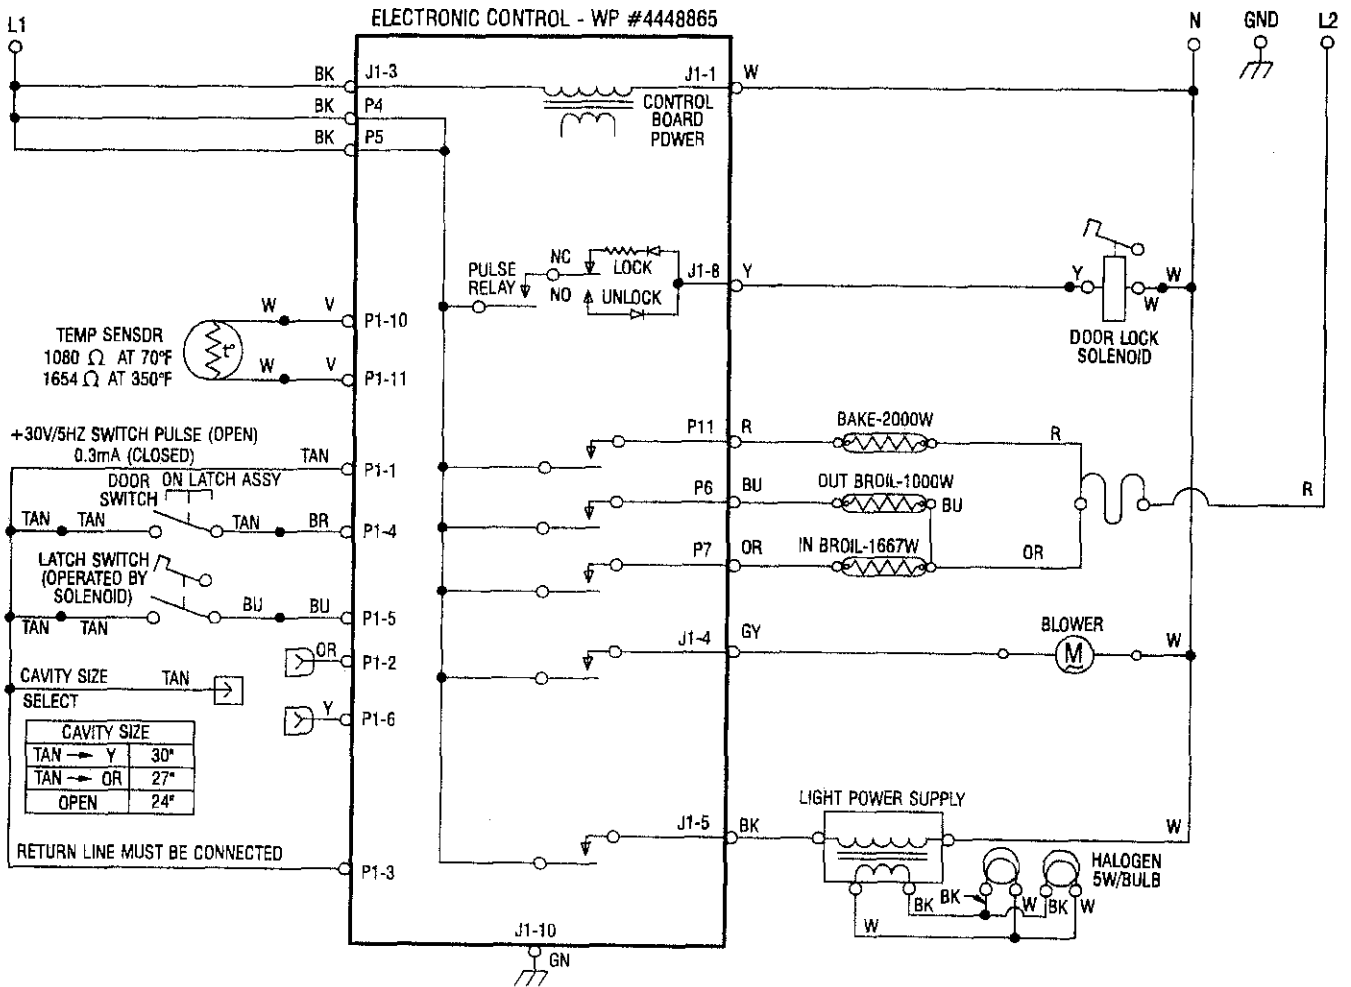 ELECTRONIC CONTROL - WP #4448865
L1
N
GND
L2
BK
J1-3
J1-1
W
BK
P4
CONTROL
BOARD
PDWER
BK
P5
PULSE
RELAY
NC
LOCK
NO
UNLOCK
J1-8
Y
Y
W
W
DOOR LOCK
SOLENOID
TEMP SENSDR
1080 Ω AT 70°F
1654 Ω AT 350°F
t°
W
V
P1-10
W
V
P1-11
+30V/5HZ SWITCH PULSE (OPEN)
0.3mA (CLOSED)
TAN
P1-1
DOOR ON LATCH ASSY
SWITCH
TAN
TAN
TAN
BR
P1-4
LATCH SWITCH
(OPERATED BY
SOLENOID)
TAN
TAN
BU
BU
P1-5
OR
P1-2
CAVITY SIZE
SELECT
TAN
Y
P1-6
CAVITY SIZE
TAN → Y 30"
TAN → OR 27"
OPEN 24"
RETURN LINE MUST BE CONNECTED
P1-3
P11
R
BAKE-2000W
R
P6
BU
OUT BROIL-1000W
BU
R
P7
OR
IN BROIL-1667W
OR
J1-4
GY
BLOWER
M
W
J1-5
BK
LIGHT POWER SUPPLY
W
HALOGEN
5W/BULB
BK
BK
W
BK
W
W
J1-10
GN